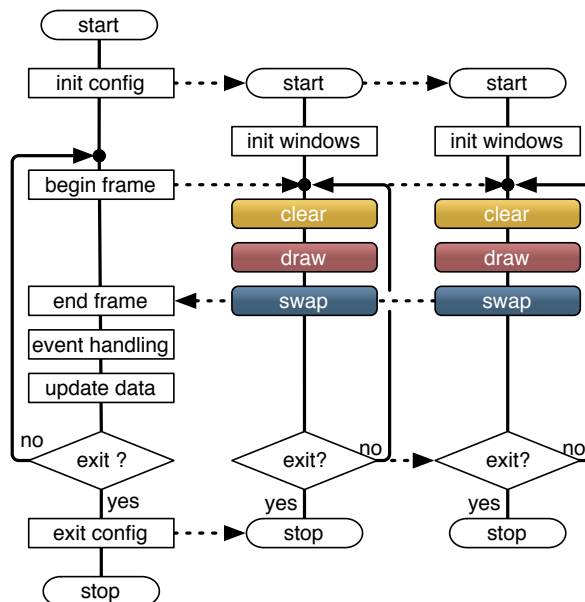 start
init config
start
start
init windows
init windows
begin frame
clear
clear
draw
draw
end frame
swap
swap
event handling
update data
no
exit ?
exit?
no
exit?
no
yes
yes
yes
exit config
stop
stop
stop